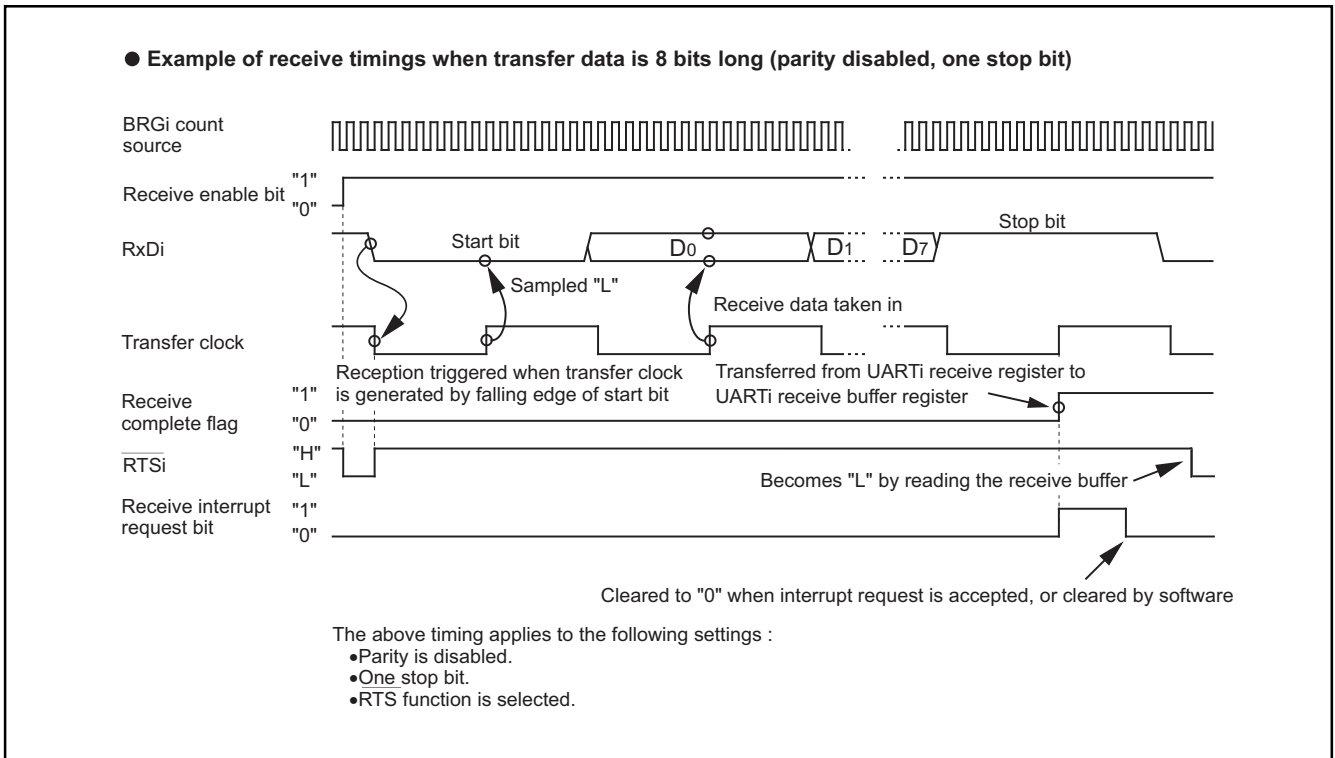 ● Example of receive timings when transfer data is 8 bits long (parity disabled, one stop bit)
BRGi count
source
Receive enable bit
"1"
"0"
RxDi
Start bit
D0
D1
D7
Stop bit
Sampled "L"
Receive data taken in
Transfer clock
Reception triggered when transfer clock
is generated by falling edge of start bit
Transferred from UARTi receive register to
UARTi receive buffer register
Receive
complete flag
"1"
"0"
RTSi
"H"
"L"
Becomes "L" by reading the receive buffer
Receive interrupt
request bit
"1"
"0"
Cleared to "0" when interrupt request is accepted, or cleared by software
The above timing applies to the following settings :
•Parity is disabled.
•One stop bit.
•RTS function is selected.